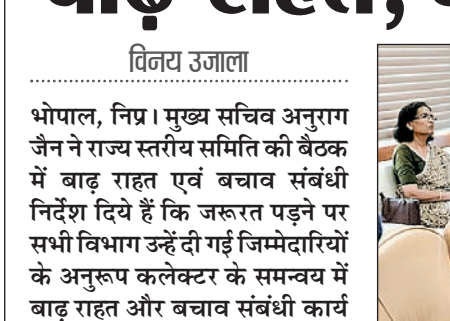 बाढ़ राहत,
विनय उजाला
भोपाल, निप्र। मुख्य सचिव अनुराग
जैन ने राज्य स्तरीय समिति की बैठक
में बाढ़ राहत एवं बचाव संबंधी
निर्देश दिये हैं कि जरूरत पड़ने पर
सभी विभाग उन्हें दी गई जिम्मेदारियों
के अनुरूप कलेक्टर के समन्वय में
बाढ़ राहत और बचाव संबंधी कार्य